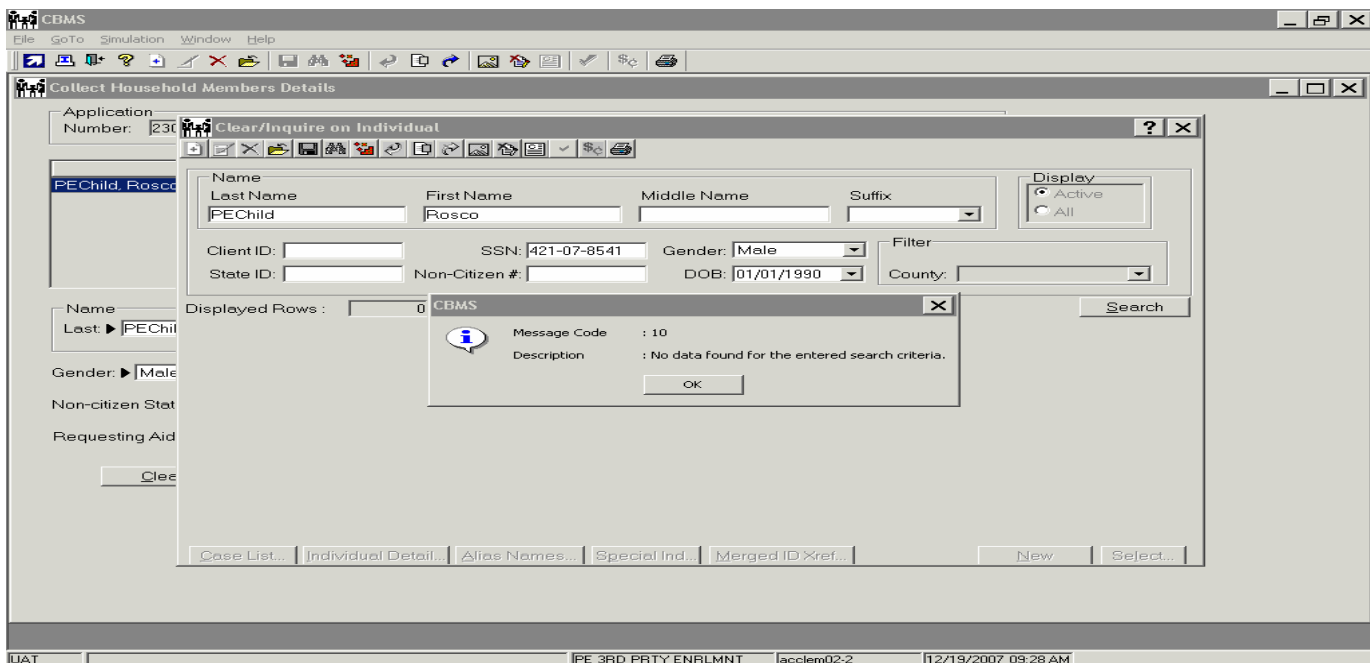 CBMS
File GoTo Simulation Window Help
Collect Household Members Details
Application
Number: 230
PEChild, Rosco
Name
Last: PEChil
Gender: Male
Non-citizen Stat
Requesting Aid
Clea
Clear/Inquire on Individual
Name
Last Name First Name Middle Name Suffix
PEChild Rosco
Display
Active
All
Client ID: SSN: 421-07-8541 Gender: Male
Filter
State ID: Non-Citizen #: DOB: 01/01/1990 County:
Displayed Rows : 0
Search
CBMS
Message Code : 10
Description : No data found for the entered search criteria.
OK
Case List... Individual Detail... Alias Names... Special Ind... Merged ID Xref... New Select...
UAT PE 3RD PRTY ENRLMNT acclem02-2 12/19/2007 09:28 AM